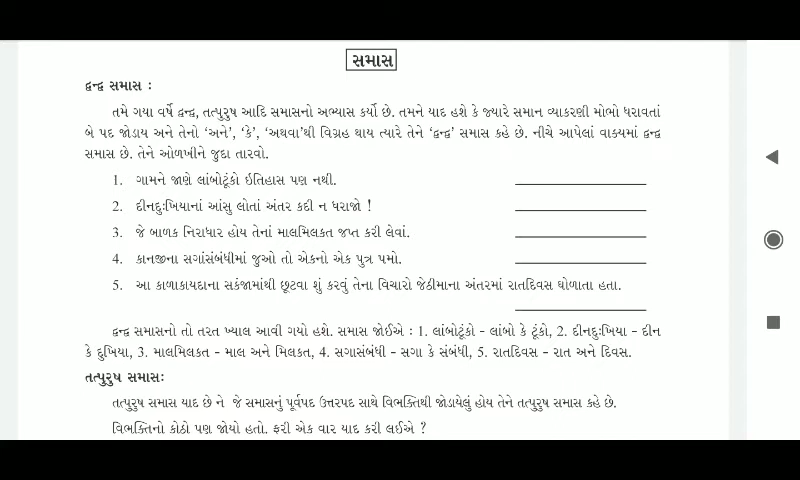 સમાસ
દ્વન્દ્વ સમાસ :
તમે ગયા વર્ષે દ્વન્દ્વ, તત્પુરુષ આદિ સમાસનો અભ્યાસ કર્યો છે. તમને યાદ હશે કે જ્યારે સમાન વ્યાકરણી મોભો ધરાવતાં
બે પદ જોડાય અને તેનો ‘અને’, ‘કે’, ‘અથવા’થી વિગ્રહ થાય ત્યારે તેને ‘દ્વન્દ્વ’ સમાસ કહે છે. નીચે આપેલાં વાક્યમાં દ્વન્દ્વ
સમાસ છે. તેને ઓળખીને જુદા તારવો.
1. ગામને જાણે લાંબોટૂંકો ઇતિહાસ પણ નથી.
2. દીનદુઃખિયાનાં આંસુ લોતાં અંતર કદી ન ધરાજો !
3. જે બાળક નિરાધાર હોય તેનાં માલમિલકત જપ્ત કરી લેવાં.
4. કાનજીના સગાંસંબંધીમાં જુઓ તો એકનો એક પુત્ર પમો.
5. આ કાળાકાયદાના સકંજામાંથી છૂટવા શું કરવું તેના વિચારો જેઠીમાના અંતરમાં રાતદિવસ ઘોળાતા હતા.
દ્વન્દ્વ સમાસનો તો તરત ખ્યાલ આવી ગયો હશે. સમાસ જોઈએ : 1. લાંબોટૂંકો - લાંબો કે ટૂંકો, 2. દીનદુઃખિયા - દીન
કે દુખિયા, 3. માલમિલકત - માલ અને મિલકત, 4. સગાસંબંધી - સગા કે સંબંધી, 5. રાતદિવસ - રાત અને દિવસ.
તત્પુરુષ સમાસઃ
તત્પુરુષ સમાસ યાદ છે ને જે સમાસનું પૂર્વપદ ઉત્તરપદ સાથે વિભક્તિથી જોડાયેલું હોય તેને તત્પુરુષ સમાસ કહે છે.
વિભક્તિનો કોઠો પણ જોયો હતો. ફરી એક વાર યાદ કરી લઈએ ?